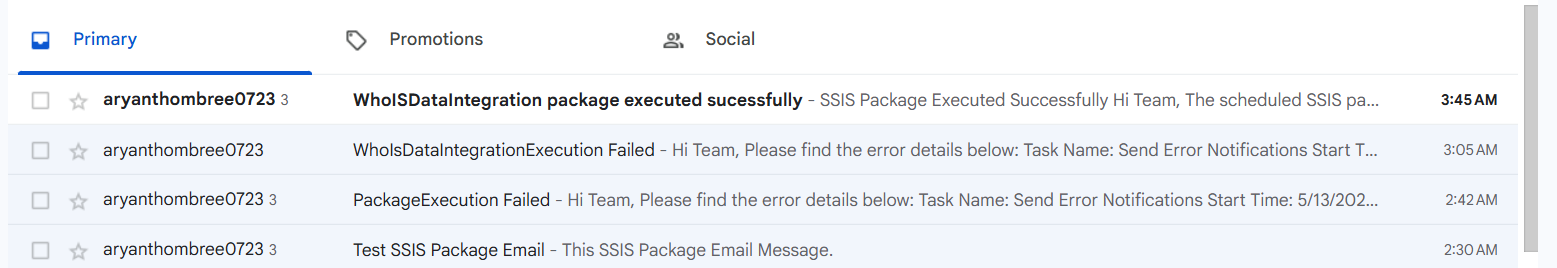 Primary Promotions Social
aryanthombree0723 3 WhoISDataIntegration package executed sucessfully - SSIS Package Executed Successfully Hi Team, The scheduled SSIS pa... 3:45 AM
aryanthombree0723 WhoIsDataIntegrationExecution Failed - Hi Team, Please find the error details below: Task Name: Send Error Notifications Start T... 3:05 AM
aryanthombree0723 3 PackageExecution Failed - Hi Team, Please find the error details below: Task Name: Send Error Notifications Start Time: 5/13/202... 2:42 AM
aryanthombree0723 3 Test SSIS Package Email - This SSIS Package Email Message. 2:30 AM